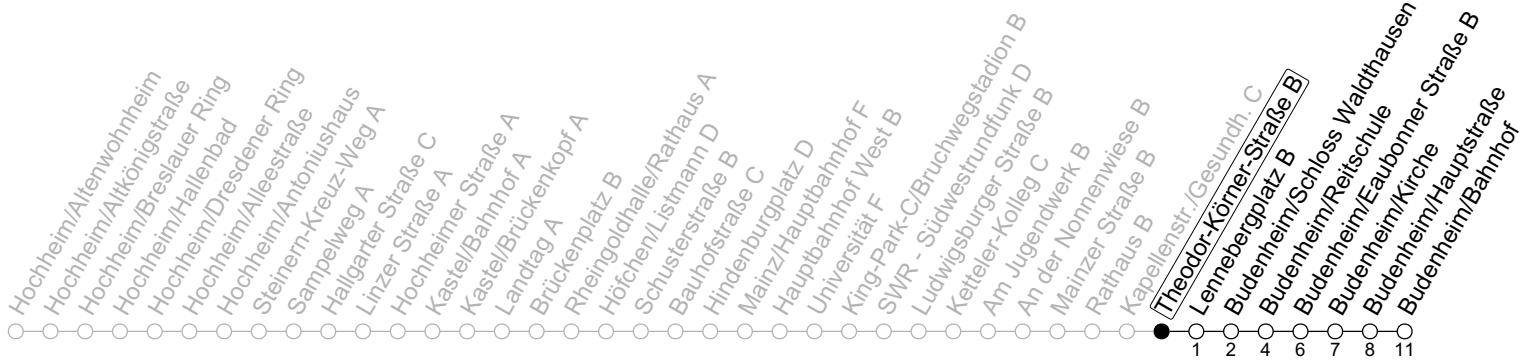 Hochheim/Altenwohnheim
Hochheim/Altkönigstraße
Hochheim/Breslauer Ring
Hochheim/Hallenbad
Hochheim/Dresdener Ring
Hochheim/Alleestraße
Hochheim/Antoniushaus
Steinern-Kreuz-Weg A
Sampelweg A
Hallgarter Straße C
Linzer Straße A
Hochheimer Straße A
Kastel/Bahnhof A
Kastel/Brückenkopf A
Landtag A
Brückenplatz B
Rheingoldhalle/Rathaus A
Höfchen/Listmann D
Schusterstraße B
Bauhofstraße C
Hindenburgplatz D
Mainz/Hauptbahnhof F
Hauptbahnhof West B
Universität F
King-Park-C/Bruchwegstadion B
SWR - Südwestrundfunk D
Ludwigsburger Straße B
Ketteler-Kolleg C
Am Jugendwerk B
An der Nonnenwiese B
Mainzer Straße B
Rathaus B
Kapellenstr./Gesundh. C
Theodor-Körner-Straße B
Lennebergplatz B
Budenheim/Schloss Waldthausen
Budenheim/Reitschule
Budenheim/Eaubonner Straße B
Budenheim/Kirche
Budenheim/Hauptstraße
Budenheim/Bahnhof
1 2 4 6 7 8 11